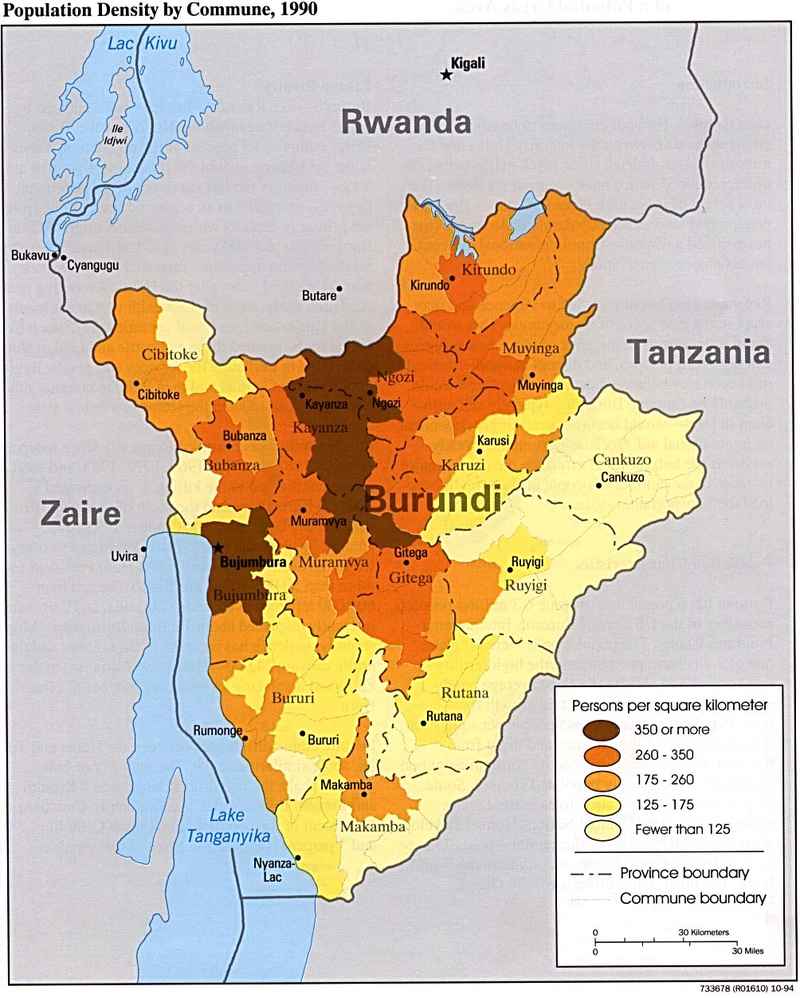 Population Density by Commune, 1990
Lac Kivu
Kigali
Ile
Idjwi
Rwanda
Bukavu
Cyangugu
Kirundo
Kirundo
Butare
Cibitoke
Muyinga
Tanzania
Ngozi
Muyinga
Cibitoke
Kayanza
Ngozi
Kayanza
Bubanza
Karusi
Bubanza
Karuzi
Cankuzo
Cankuzo
Burundi
Zaire
Muramvya
Uvira
Bujumbura
Muramvya
Gitega
Gitega
Ruyigi
Ruyigi
Bujumbura
Bururi
Rutana
Rutana
Rumonge
Bururi
Makamba
Makamba
Lake
Tanganyika
Nyanza-
Lac
Persons per square kilometer
350 or more
260 - 350
175 - 260
125 - 175
Fewer than 125
Province boundary
Commune boundary
0 30 Kilometers
0 30 Miles
733678 (R01610) 10-94